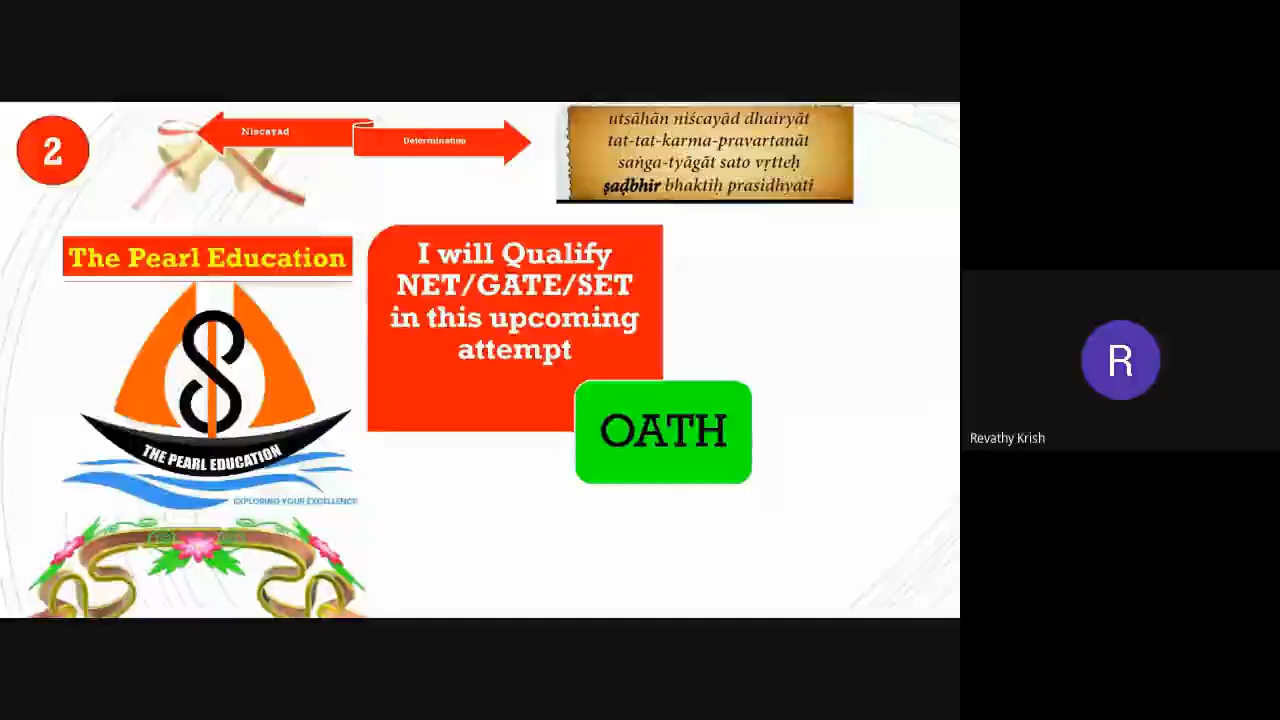 2
Niscayad
Determination
utsāhān niścayād dhairyāt
tat-tat-karma-pravartanāt
saṅga-tyāgāt sato vṛtteḥ
ṣaḍbhir bhaktiḥ prasidhyati
The Pearl Education
I will Qualify
NET/GATE/SET
in this upcoming
attempt
OATH
THE PEARL EDUCATION
EXPLORING YOUR EXCELLENCE
R
Revathy Krish